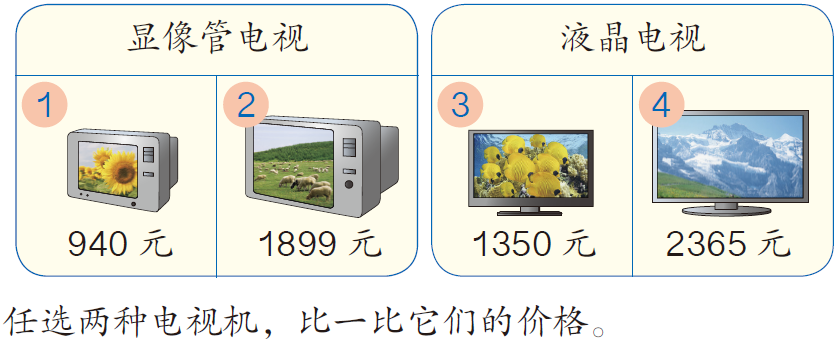 显像管电视
液晶电视
1
2
3
4
940 元
1899 元
1350 元
2365 元
任选两种电视机，比一比它们的价格。